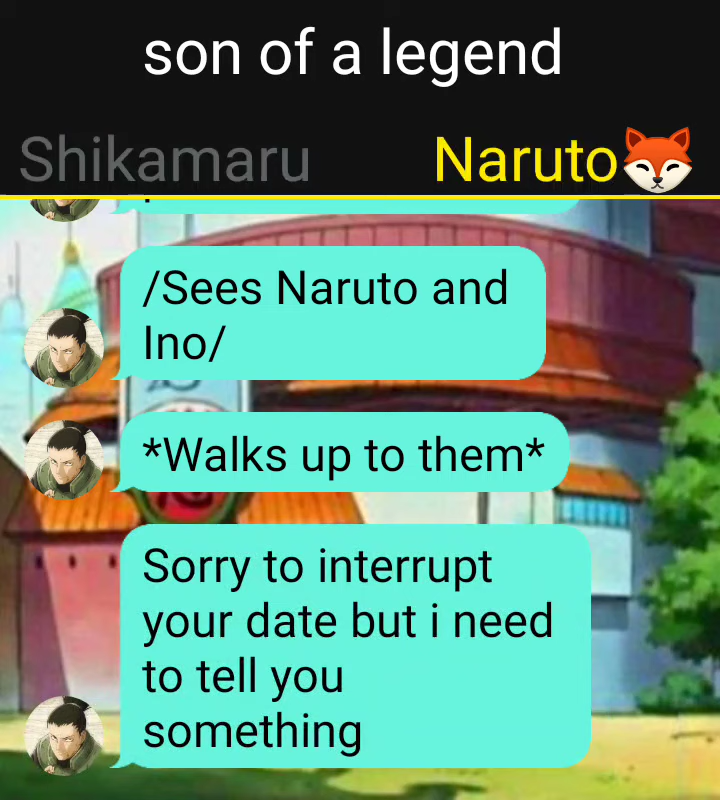 son of a legend
Shikamaru Naruto🦊
/Sees Naruto and
Ino/
*Walks up to them*
Sorry to interrupt
your date but i need
to tell you
something